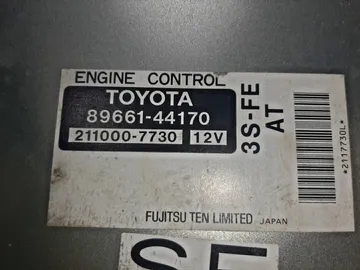 ENGINE CONTROL
TOYOTA
89661-44170
211000-7730 12V
3S-FE
AT
*2117730L*
FUJITSU TEN LIMITED JAPAN